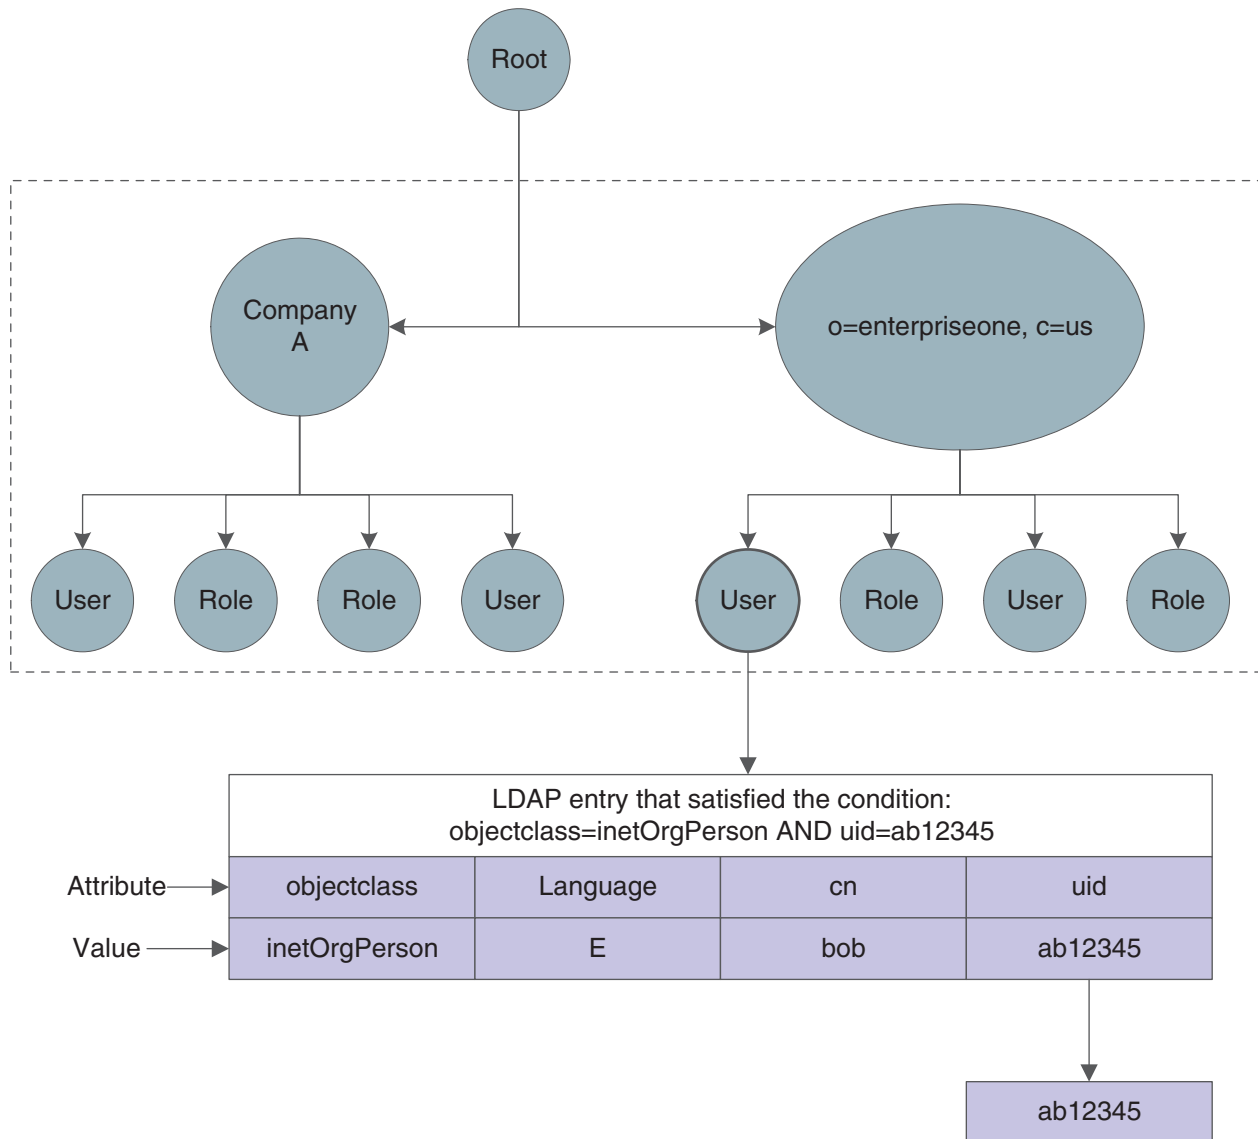 Root
Company
A
o=enterpriseone, c=us
User
Role
Role
User
User
Role
User
Role
LDAP entry that satisfied the condition:
objectclass=inetOrgPerson AND uid=ab12345
Attribute
objectclass
Language
cn
uid
Value
inetOrgPerson
E
bob
ab12345
ab12345